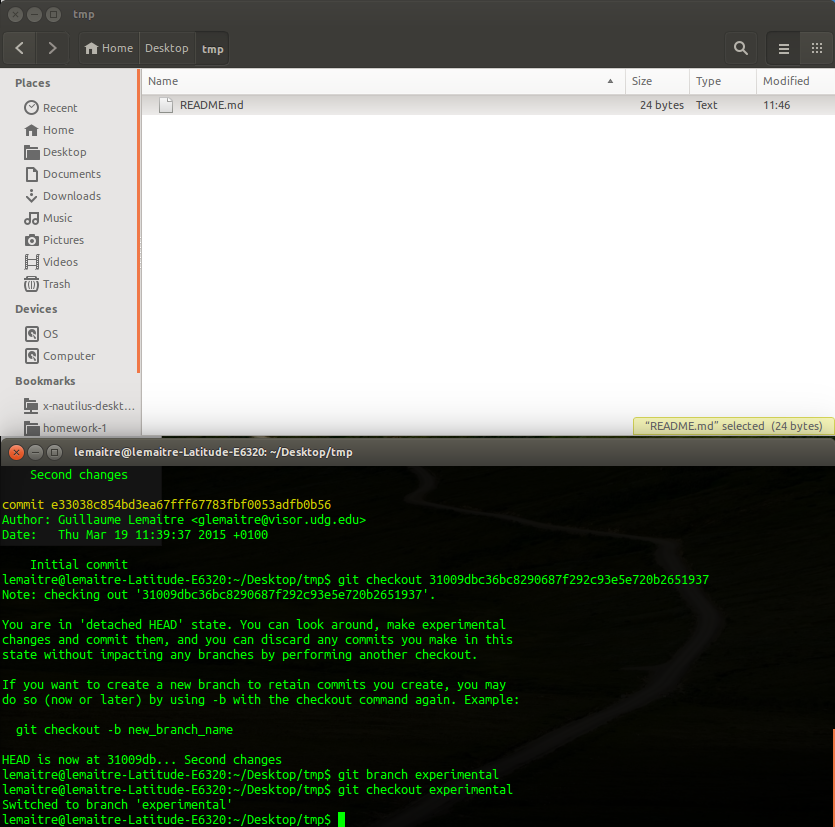 tmp
Home Desktop tmp
Places
Recent
Home
Desktop
Documents
Downloads
Music
Pictures
Videos
Trash
Devices
OS
Computer
Bookmarks
x-nautilus-deskt...
homework-1
Name Size Type Modified
README.md 24 bytes Text 11:46
“README.md” selected (24 bytes)
lemaitre@lemaitre-Latitude-E6320: ~/Desktop/tmp
Second changes
commit e33038c854bd3ea67fff67783fbf0053adfb0b56
Author: Guillaume Lemaitre <glemaitre@visor.udg.edu>
Date: Thu Mar 19 11:39:37 2015 +0100
Initial commit
lemaitre@lemaitre-Latitude-E6320:~/Desktop/tmp$ git checkout 31009dbc36bc8290687f292c93e5e720b2651937
Note: checking out '31009dbc36bc8290687f292c93e5e720b2651937'.
You are in 'detached HEAD' state. You can look around, make experimental
changes and commit them, and you can discard any commits you make in this
state without impacting any branches by performing another checkout.
If you want to create a new branch to retain commits you create, you may
do so (now or later) by using -b with the checkout command again. Example:
git checkout -b new_branch_name
HEAD is now at 31009db... Second changes
lemaitre@lemaitre-Latitude-E6320:~/Desktop/tmp$ git branch experimental
lemaitre@lemaitre-Latitude-E6320:~/Desktop/tmp$ git checkout experimental
Switched to branch 'experimental'
lemaitre@lemaitre-Latitude-E6320:~/Desktop/tmp$